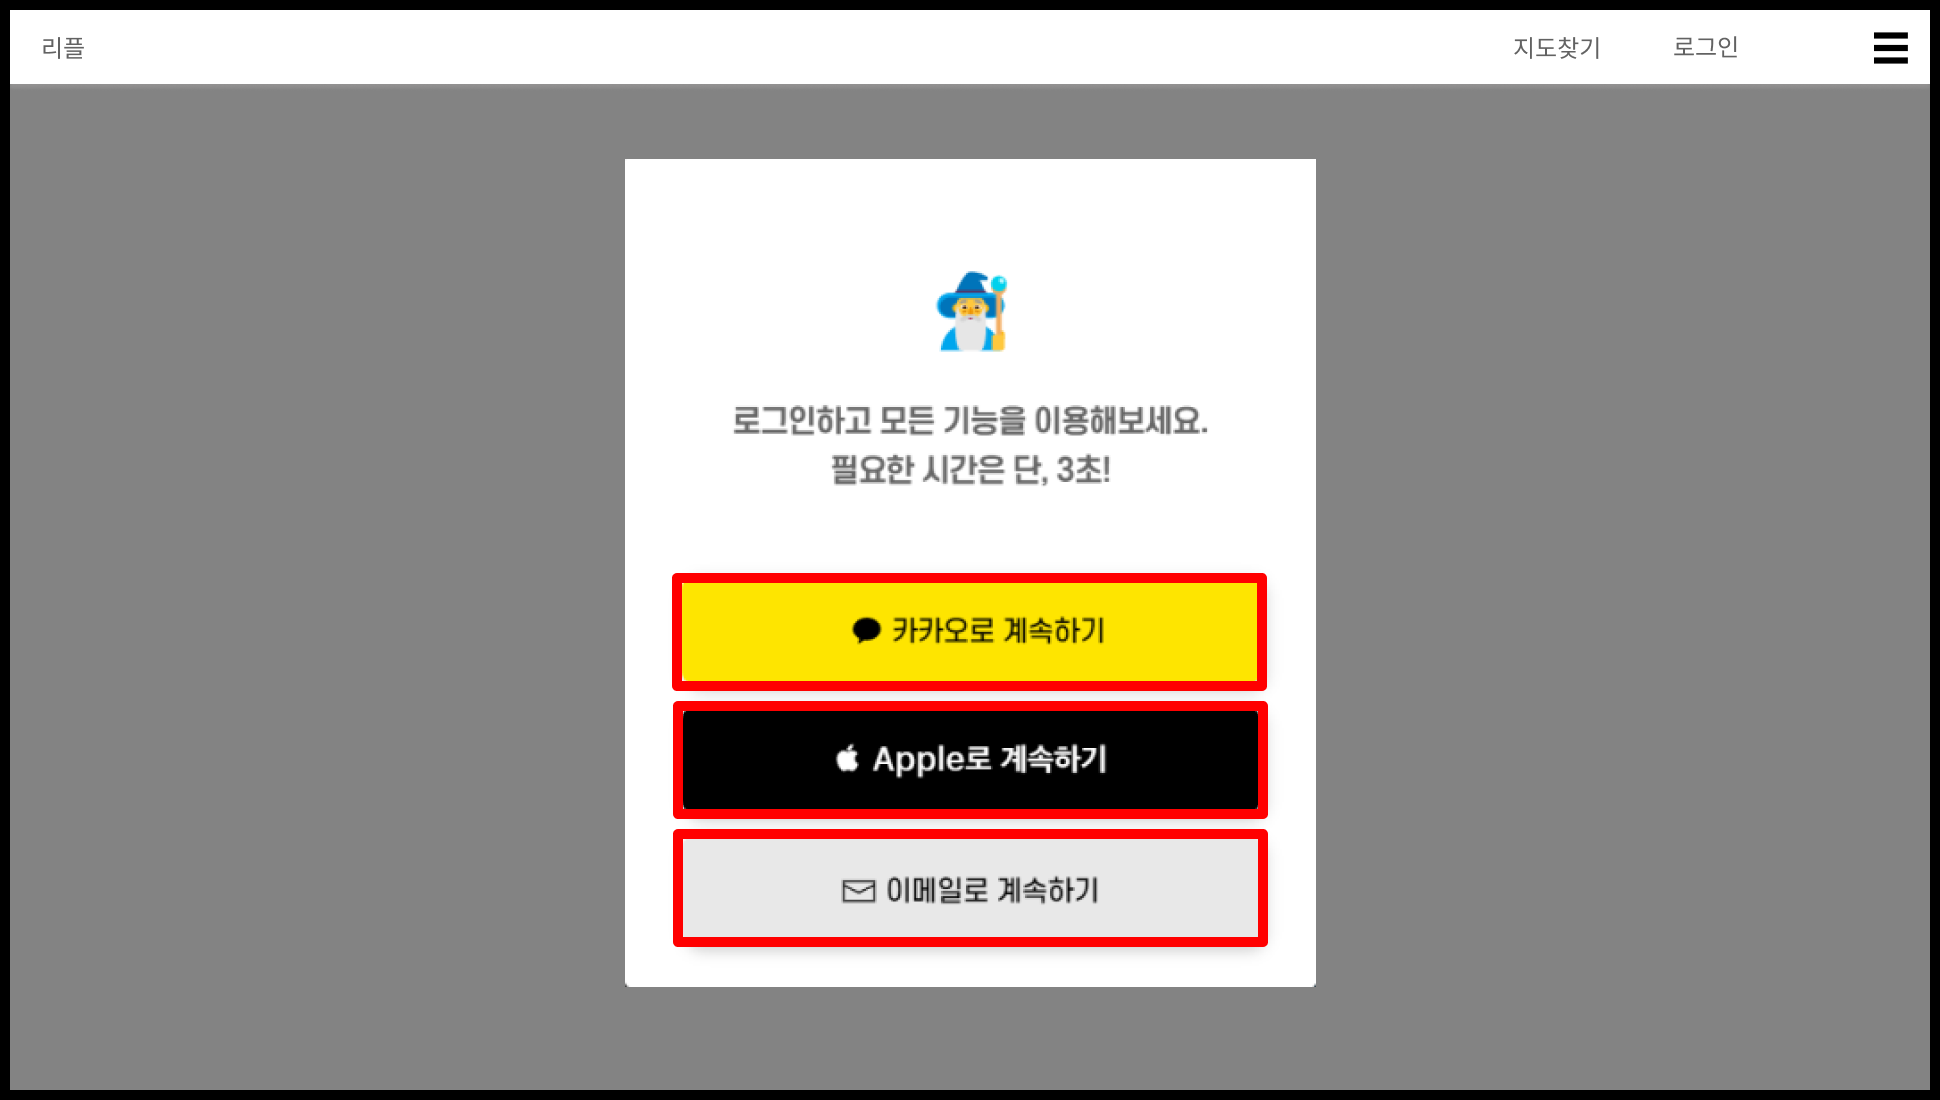 리플
지도찾기
로그인
로그인하고 모든 기능을 이용해보세요.
필요한 시간은 단, 3초!
카카오로 계속하기
Apple로 계속하기
이메일로 계속하기